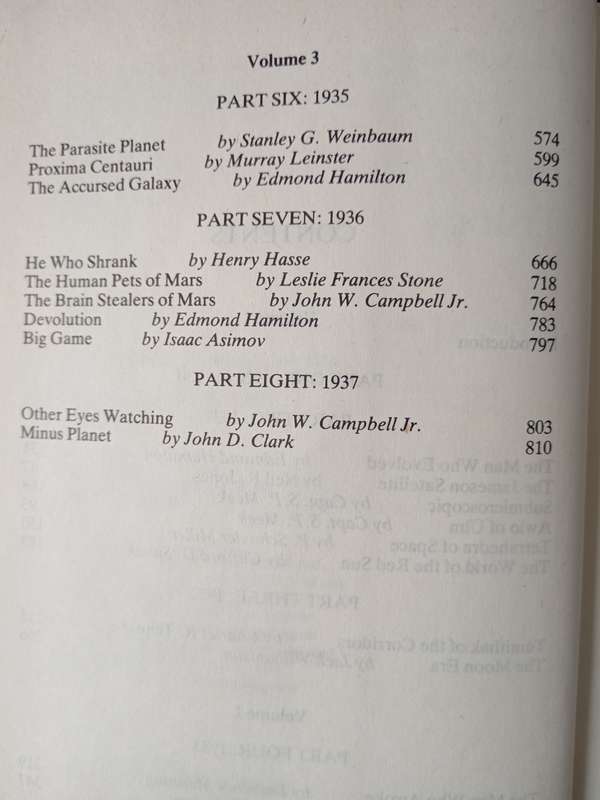 Volume 3
PART SIX: 1935
The Parasite Planet by Stanley G. Weinbaum 574
Proxima Centauri by Murray Leinster 599
The Accursed Galaxy by Edmond Hamilton 645
PART SEVEN: 1936
He Who Shrank by Henry Hasse 666
The Human Pets of Mars by Leslie Frances Stone 718
The Brain Stealers of Mars by John W. Campbell Jr. 764
Devolution by Edmond Hamilton 783
Big Game by Isaac Asimov 797
PART EIGHT: 1937
Other Eyes Watching by John W. Campbell Jr. 803
Minus Planet by John D. Clark 810